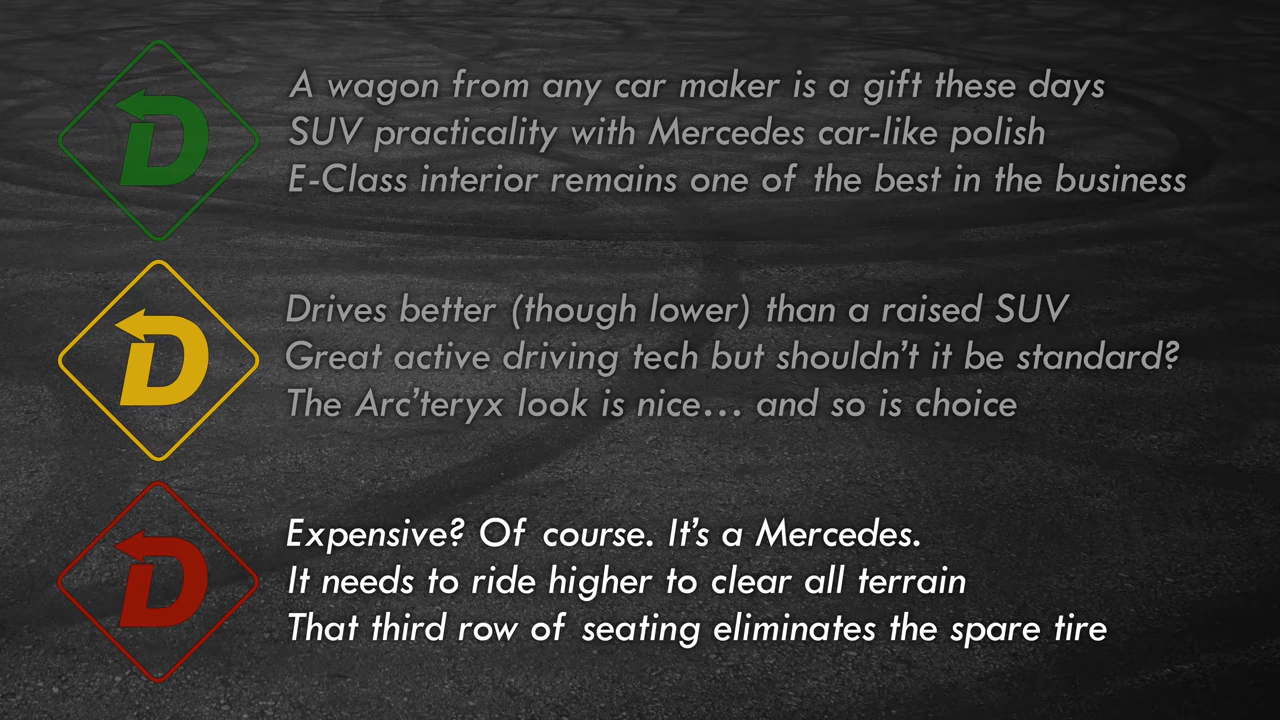 D
A wagon from any car maker is a gift these days
SUV practicality with Mercedes car-like polish
E-Class interior remains one of the best in the business
D
Drives better (though lower) than a raised SUV
Great active driving tech but shouldn't it be standard?
The Arc'teryx look is nice... and so is choice
D
Expensive? Of course. It's a Mercedes.
It needs to ride higher to clear all terrain
That third row of seating eliminates the spare tire